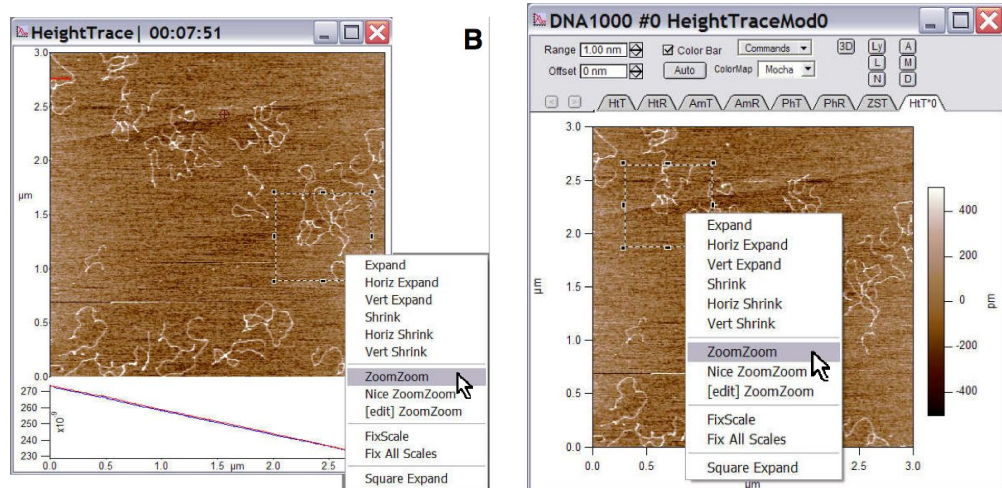 HeightTrace| 00:07:51
3.0
2.5
2.0
µm
1.5
1.0
0.5
0.0
Expand
Horiz Expand
Vert Expand
Shrink
Horiz Shrink
Vert Shrink
ZoomZoom
Nice ZoomZoom
[edit] ZoomZoom
FixScale
Fix All Scales
Square Expand
270
260
250
240
230
x10⁻⁹
0.0 0.5 1.0 1.5 µm 2.0 2.5
B
DNA1000 #0 HeightTraceMod0
Range 1.00 nm Color Bar Commands 3D Ly A
Offset 0 nm Auto ColorMap Mocha L M
N D
< > HtT HtR AmT AmR PhT PhR ZST HtT*0
3.0
2.5
2.0
µm
1.5
1.0
0.5
0.0
Expand
Horiz Expand
Vert Expand
Shrink
Horiz Shrink
Vert Shrink
ZoomZoom
Nice ZoomZoom
[edit] ZoomZoom
FixScale
Fix All Scales
Square Expand
400
200
0
-200
-400
pm
0.0 0.5 2.5 3.0
µm